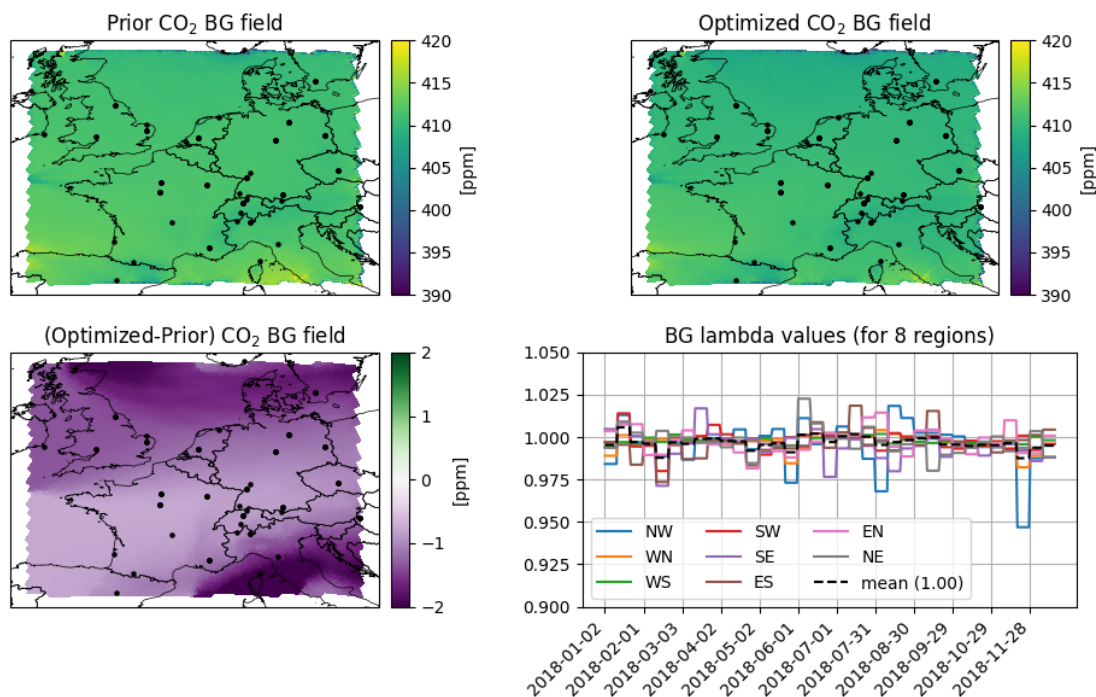 Prior CO₂ BG field
420
415
410
405
400
395
390
[ppm]
Optimized CO₂ BG field
420
415
410
405
400
395
390
[ppm]
(Optimized-Prior) CO₂ BG field
2
1
0
−1
−2
[ppm]
BG lambda values (for 8 regions)
1.050
1.025
1.000
0.975
0.950
0.925
0.900
NW
WN
WS
SW
SE
ES
EN
NE
mean (1.00)
2018-01-02
2018-02-01
2018-03-03
2018-04-02
2018-05-02
2018-06-01
2018-07-01
2018-07-31
2018-08-30
2018-09-29
2018-10-29
2018-11-28